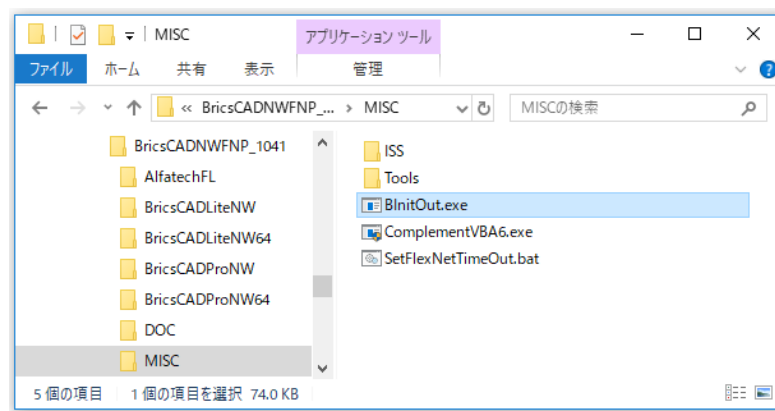 MISC
アプリケーション ツール
ファイル ホーム 共有 表示 管理
« BricsCADNWFNP_... › MISC MISCの検索
BricsCADNWFNP_1041
AlfatechFL
BricsCADLiteNW
BricsCADLiteNW64
BricsCADProNW
BricsCADProNW64
DOC
MISC
ISS
Tools
BInitOut.exe
ComplementVBA6.exe
SetFlexNetTimeOut.bat
5 個の項目 1 個の項目を選択 74.0 KB